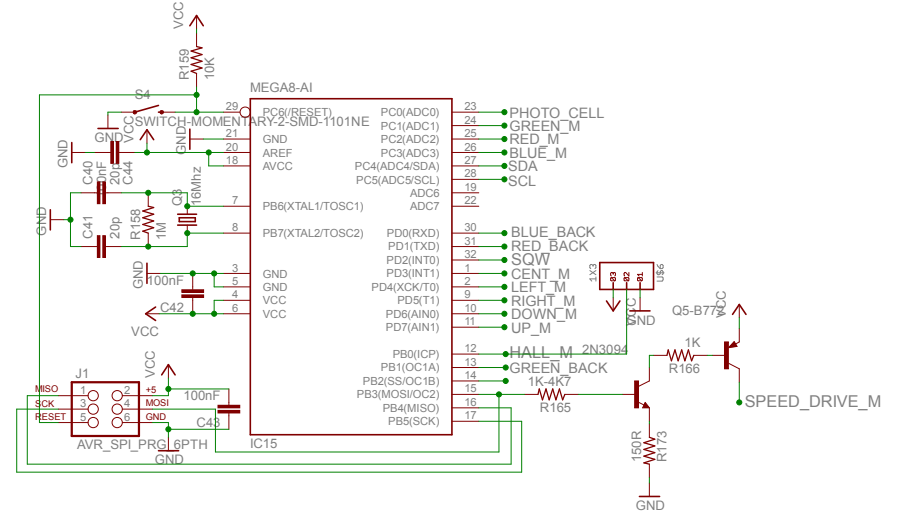 VCC
R159
10K
MEGA8-AI
S4
SWITCH-MOMENTARY-2-SMD-1101NE
GND
VCC
GND
GND
29 PC6(/RESET)
21 GND
20 AREF
18 AVCC
7 PB6(XTAL1/TOSC1)
8 PB7(XTAL2/TOSC2)
3 GND
5 GND
4 VCC
6 VCC
PC0(ADC0) 23 PHOTO_CELL
PC1(ADC1) 24 GREEN_M
PC2(ADC2) 25 RED_M
PC3(ADC3) 26 BLUE_M
PC4(ADC4/SDA) 27 SDA
PC5(ADC5/SCL) 28 SCL
ADC6 19
ADC7 22
PD0(RXD) 30 BLUE_BACK
PD1(TXD) 31 RED_BACK
PD2(INT0) 32 SQW
PD3(INT1) 1 CENT_M
PD4(XCK/T0) 2 LEFT_M
PD5(T1) 9 RIGHT_M
PD6(AIN0) 10 DOWN_M
PD7(AIN1) 11 UP_M
PB0(ICP) 12 HALL_M
PB1(OC1A) 13 GREEN_BACK
PB2(SS/OC1B) 14
PB3(MOSI/OC2) 15
PB4(MISO) 16
PB5(SCK) 17
IC15
C40
20p
C44
GND
C41
20p
R158
1M
Q3
16Mhz
GND
100nF
C42
VCC
VCC
J1
MISO 1 2 +5
SCK 3 4 MOSI
RESET 5 6 GND
AVR_SPI_PRG_6PTH
GND
100nF
C43
1X3
03 02 01
VCC
GND
2N3094
1K-4K7
R165
150R
R173
GND
1K
R166
Q5-B772
VCC
SPEED_DRIVE_M